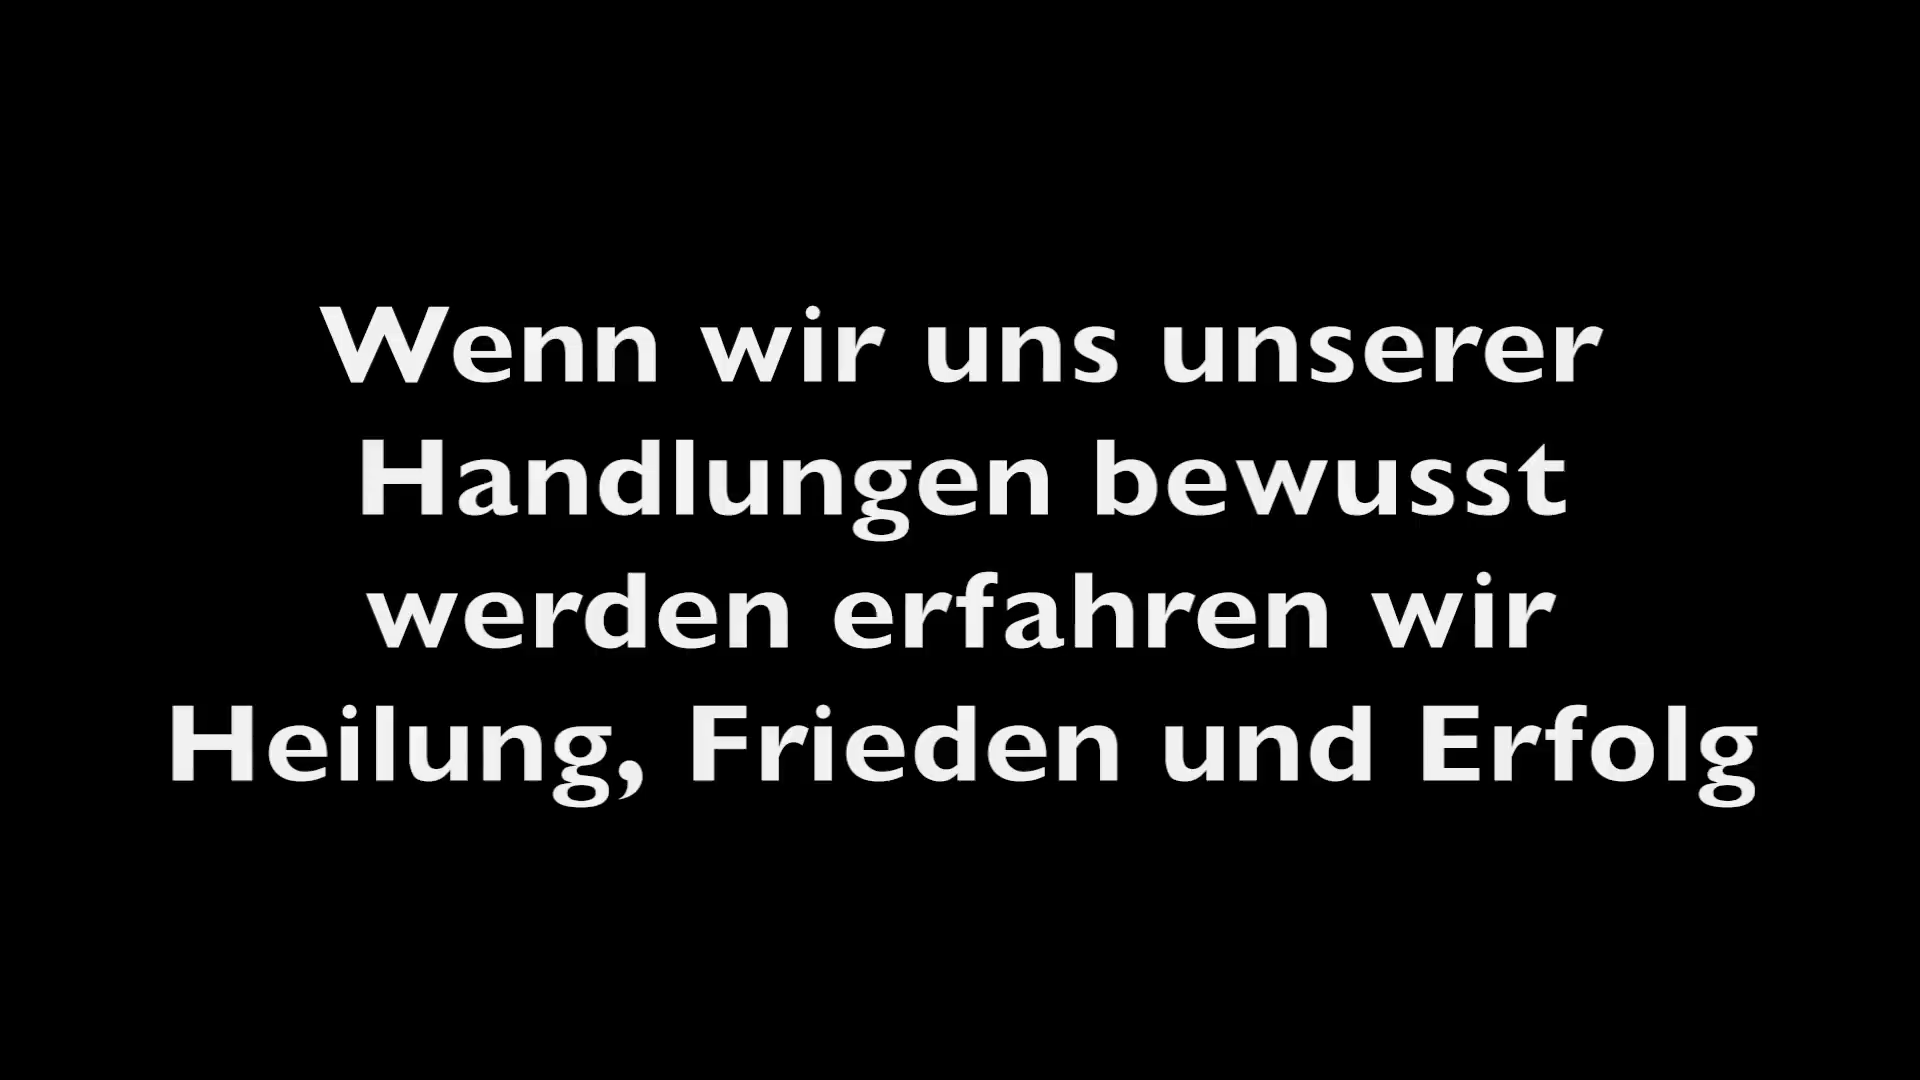 Wenn wir uns unserer
Handlungen bewusst
werden erfahren wir
Heilung, Frieden und Erfolg